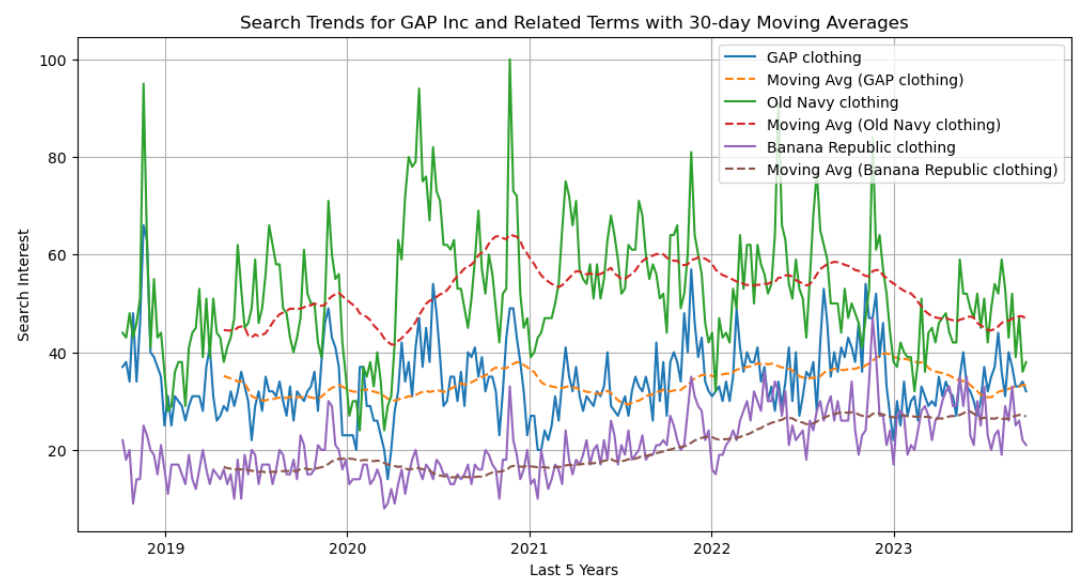 Search Trends for GAP Inc and Related Terms with 30-day Moving Averages
GAP clothing
Moving Avg (GAP clothing)
Old Navy clothing
Moving Avg (Old Navy clothing)
Banana Republic clothing
Moving Avg (Banana Republic clothing)
100
80
60
40
20
Search Interest
2019
2020
2021
2022
2023
Last 5 Years